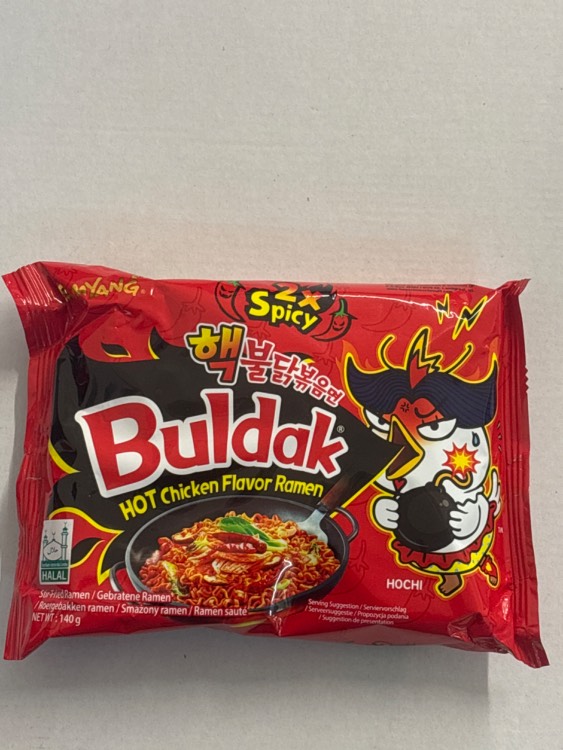 SAMYANG®
2x
Spicy
핵불닭볶음면
Buldak®
HOT Chicken Flavor Ramen
HALAL
HOCHI
Stir-Fried Ramen / Gebratene Ramen
/ Roergebakken ramen / Smażony ramen / Ramen sauté
NET WT.: 140 g
Serving Suggestion / Serviervorschlag
/ Serveersuggestie / Propozycja podania
/ Suggestion de présentation